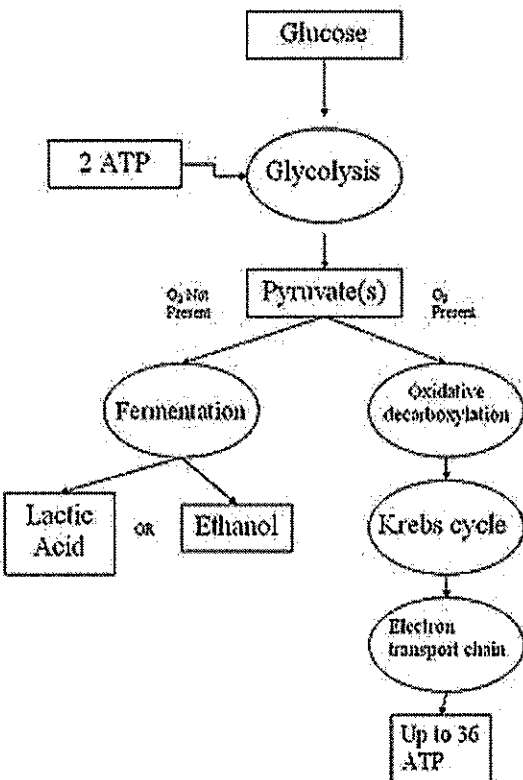 Glucose
2 ATP
Glycolysis
O₂ Not
Present
Pyruvate(s)
O₂
Present
Fermentation
Oxidative
decarboxylation
Lactic
Acid
OR
Ethanol
Krebs cycle
Electron
transport chain
Up to 36
ATP